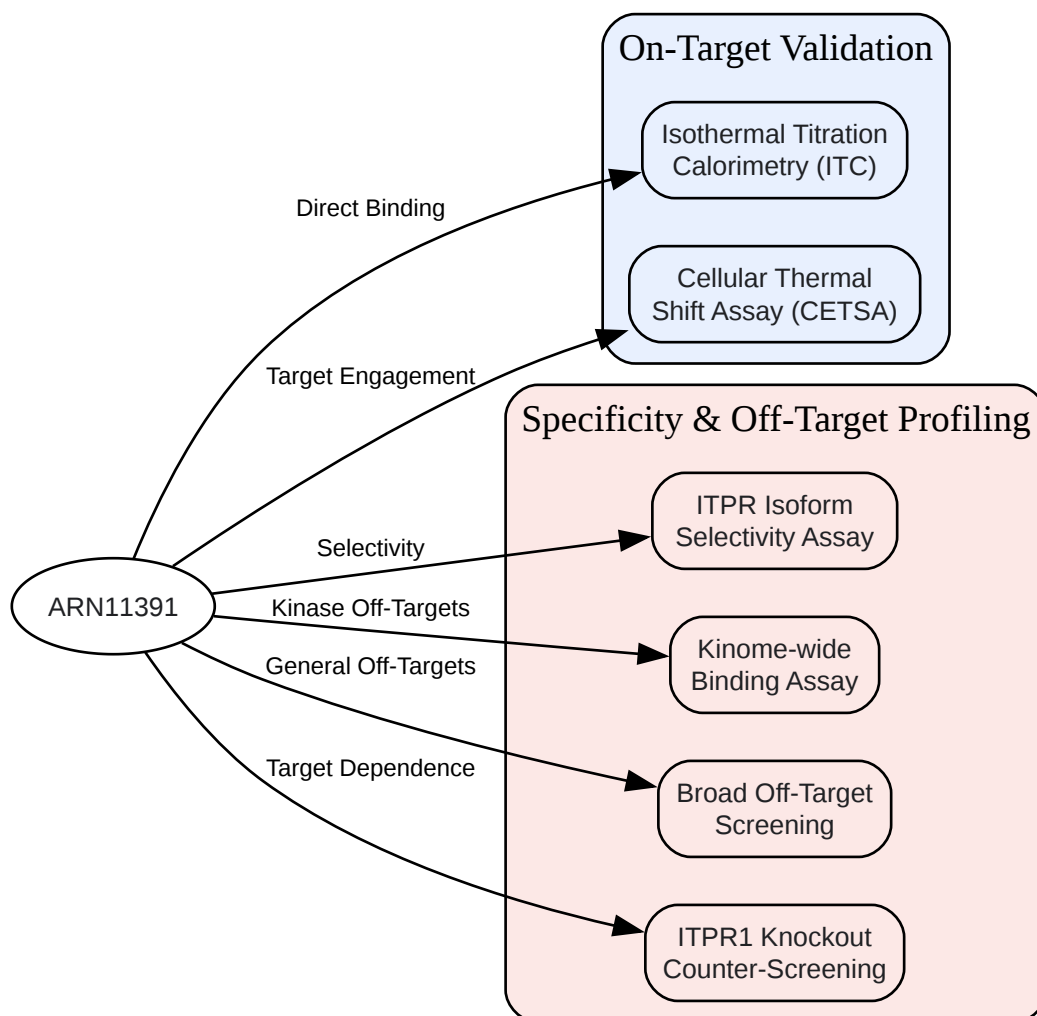 On-Target Validation
Isothermal Titration
Calorimetry (ITC)
Direct Binding
Cellular Thermal
Shift Assay (CETSA)
Target Engagement
Specificity & Off-Target Profiling
ITPR Isoform
Selectivity Assay
Selectivity
ARN11391
Kinase Off-Targets
Kinome-wide
Binding Assay
General Off-Targets
Target Dependence
Broad Off-Target
Screening
ITPR1 Knockout
Counter-Screening